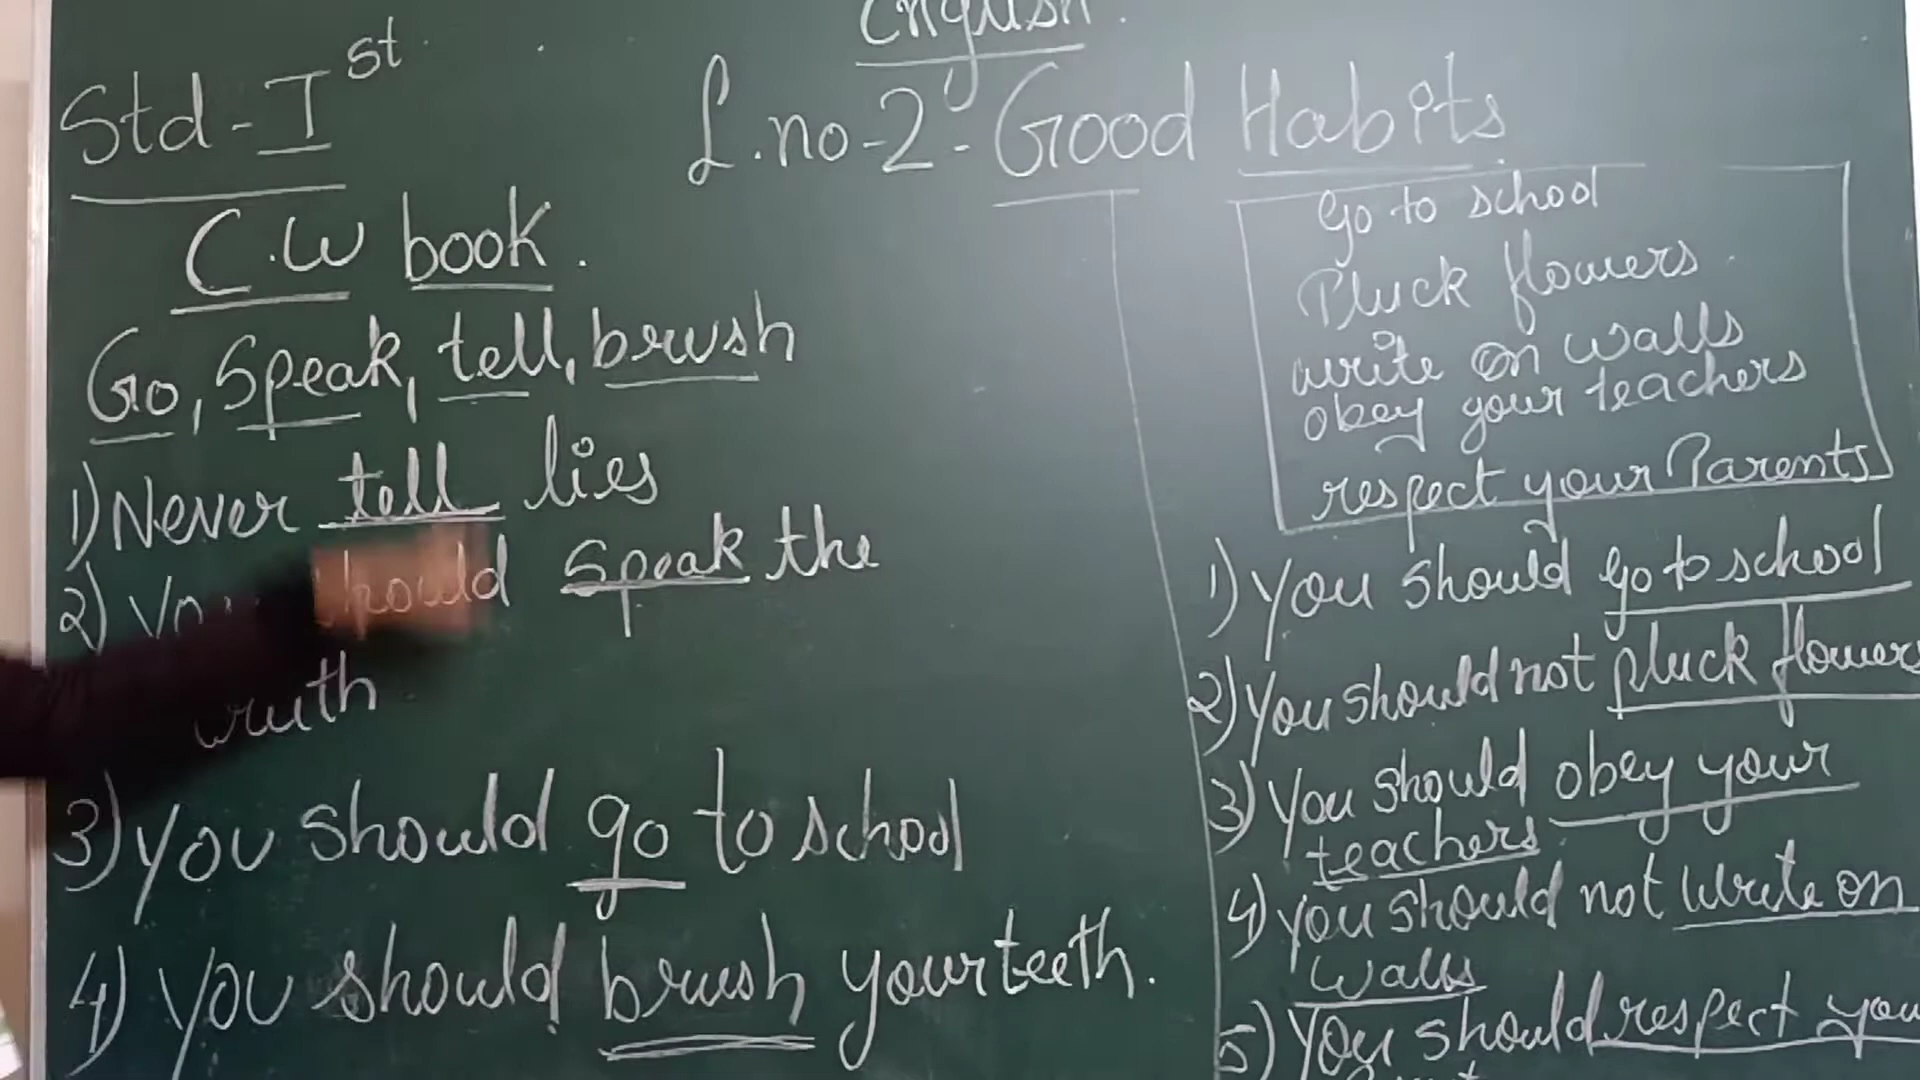 English.
Std-Ist
L.no-2-Good Habits
C.W book.
Go, Speak, tell, brush
1) Never tell lies
2) should speak the
truth
3) You should go to school
4) You should brush your teeth.
Go to school
Pluck flowers
write on walls
obey your teachers
respect your Parents
1) You should go to school
2) You should not pluck flowers
3) You should obey your
teachers
4) You should not write on
walls
5) You should respect you